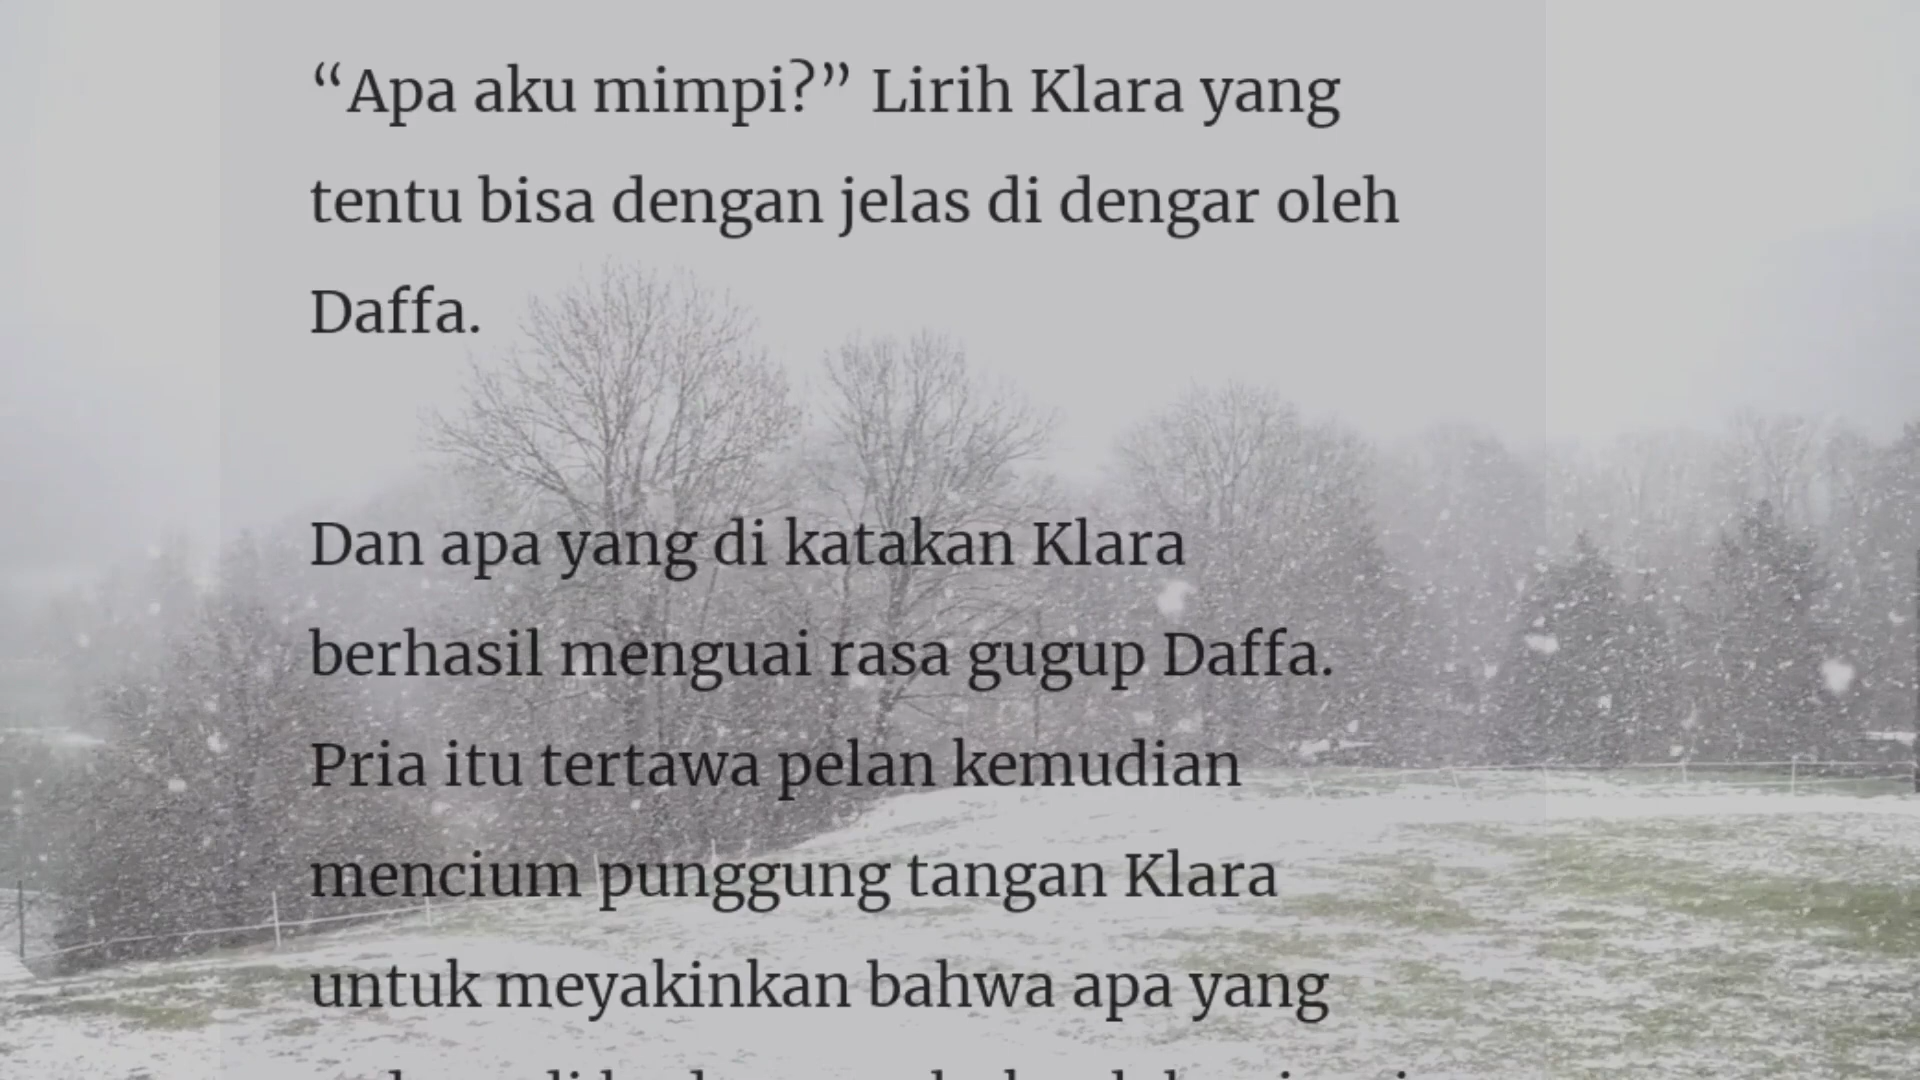 “Apa aku mimpi?” Lirih Klara yang
tentu bisa dengan jelas di dengar oleh
Daffa.
Dan apa yang di katakan Klara
berhasil menguai rasa gugup Daffa.
Pria itu tertawa pelan kemudian
mencium punggung tangan Klara
untuk meyakinkan bahwa apa yang